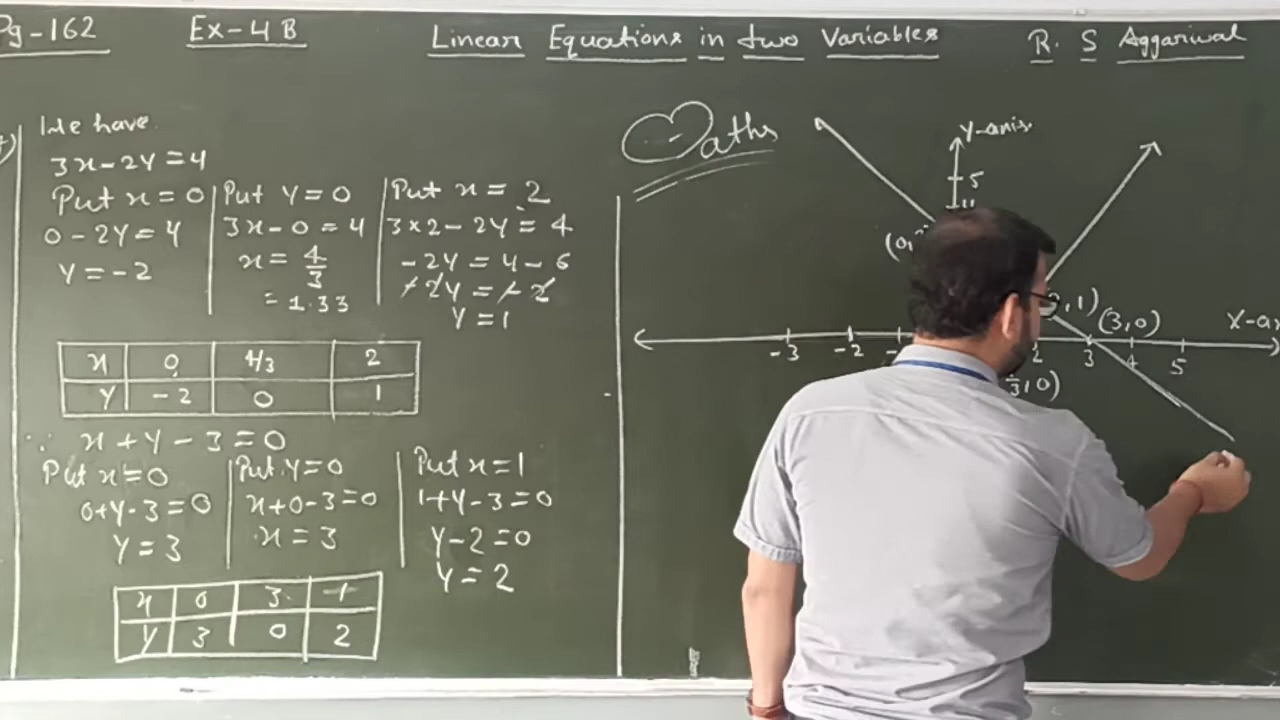 Pg-162 Ex-4B Linear Equations in two Variables R. S Aggarwal
We have
3x-2y=4
Put x=0
0-2y=4
y=-2
Put y=0
3x-0=4
x=4/3
=1.33
Put x=2
3×2-2y=4
-2y=4-6
-2y=-2
y=1
x 0 4/3 2
y -2 0 1
∵ x+y-3=0
Put x=0
0+y-3=0
y=3
Put y=0
x+0-3=0
x=3
Put x=1
1+y-3=0
y-2=0
y=2
x 0 3 1
y 3 0 2
Maths
y-axis
5
(0,
,1) (3,0)
X-a
-3 -2 2 3 4 5
3,0)